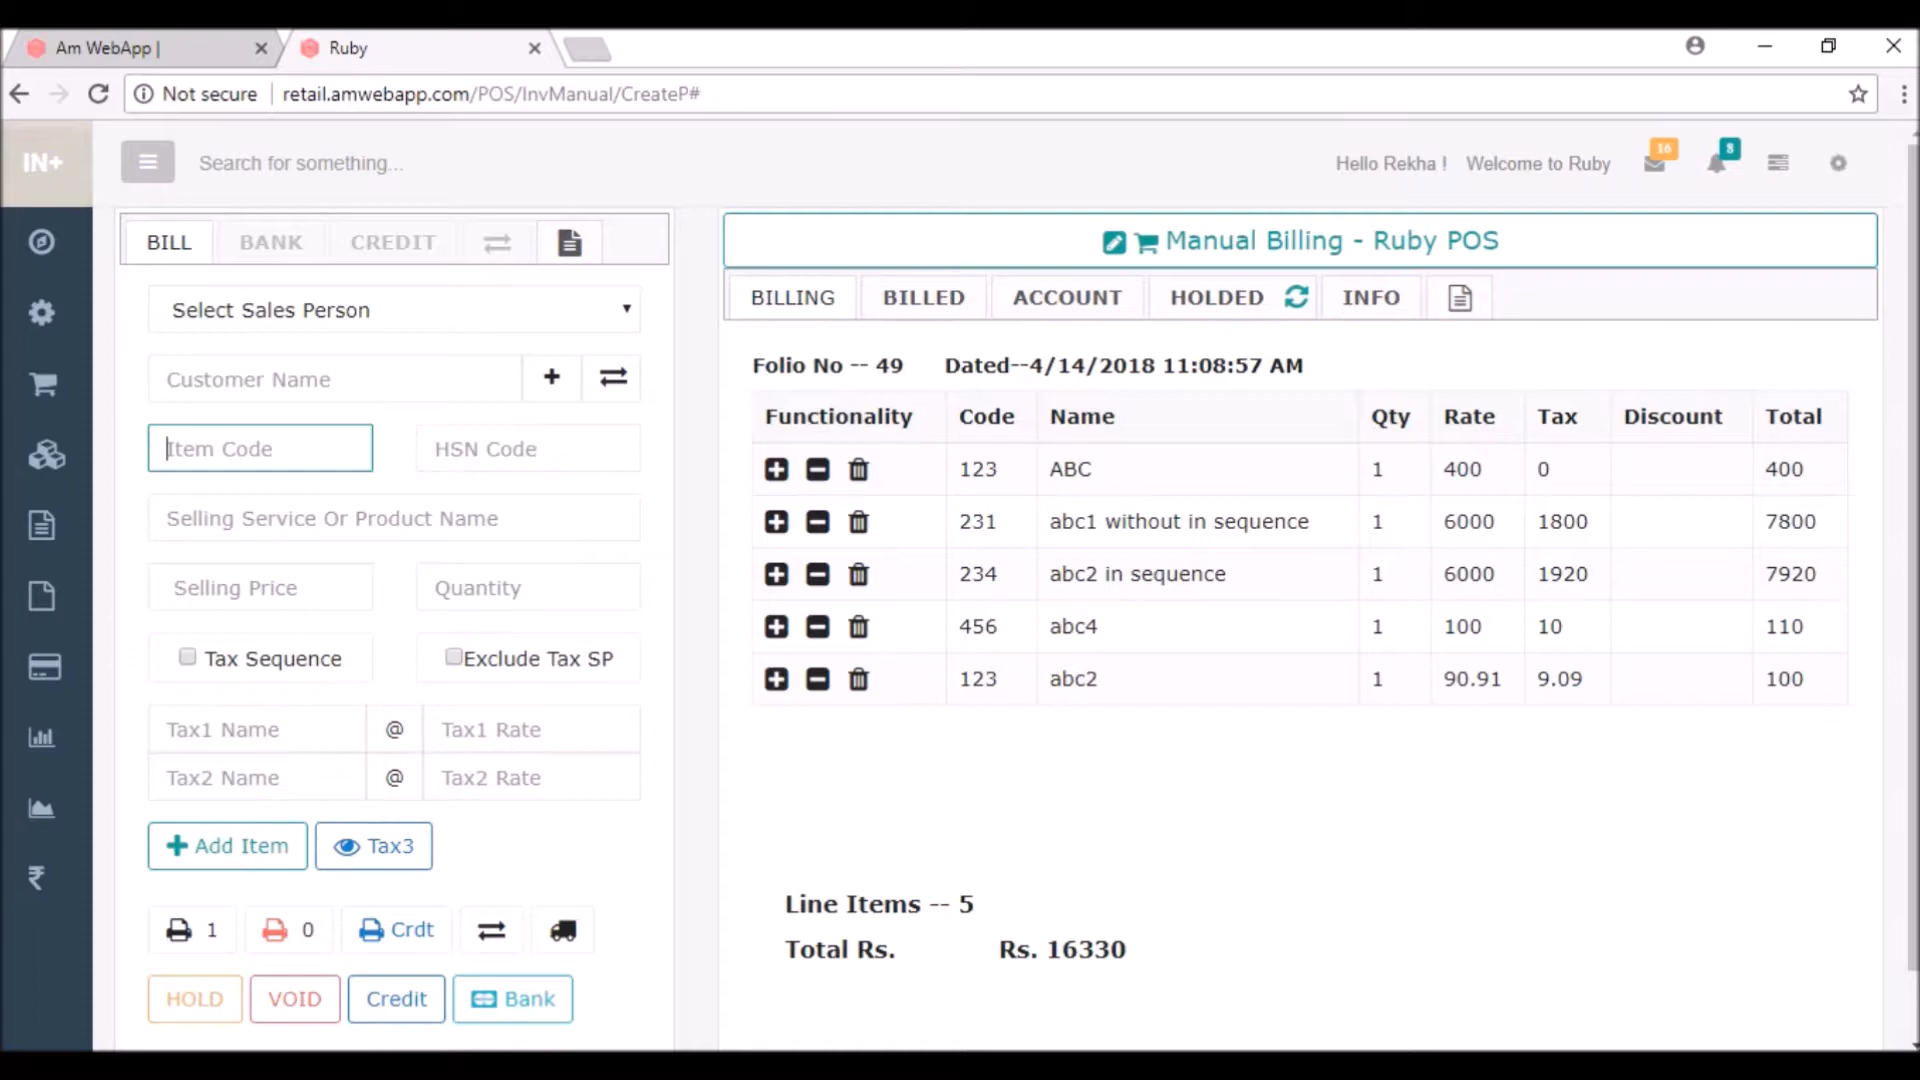 Am WebApp |
Ruby
Not secure
retail.amwebapp.com/POS/InvManual/CreateP#
IN+
Search for something...
Hello Rekha !
Welcome to Ruby
16
8
BILL
BANK
CREDIT
Select Sales Person
Customer Name
Item Code
HSN Code
Selling Service Or Product Name
Selling Price
Quantity
Tax Sequence
Exclude Tax SP
Tax1 Name @ Tax1 Rate
Tax2 Name @ Tax2 Rate
Add Item
Tax3
1
0
Crdt
HOLD
VOID
Credit
Bank
Manual Billing - Ruby POS
BILLING
BILLED
ACCOUNT
HOLDED
INFO
Folio No -- 49 Dated--4/14/2018 11:08:57 AM
Functionality Code Name Qty Rate Tax Discount Total
123 ABC 1 400 0 400
231 abc1 without in sequence 1 6000 1800 7800
234 abc2 in sequence 1 6000 1920 7920
456 abc4 1 100 10 110
123 abc2 1 90.91 9.09 100
Line Items -- 5
Total Rs. Rs. 16330